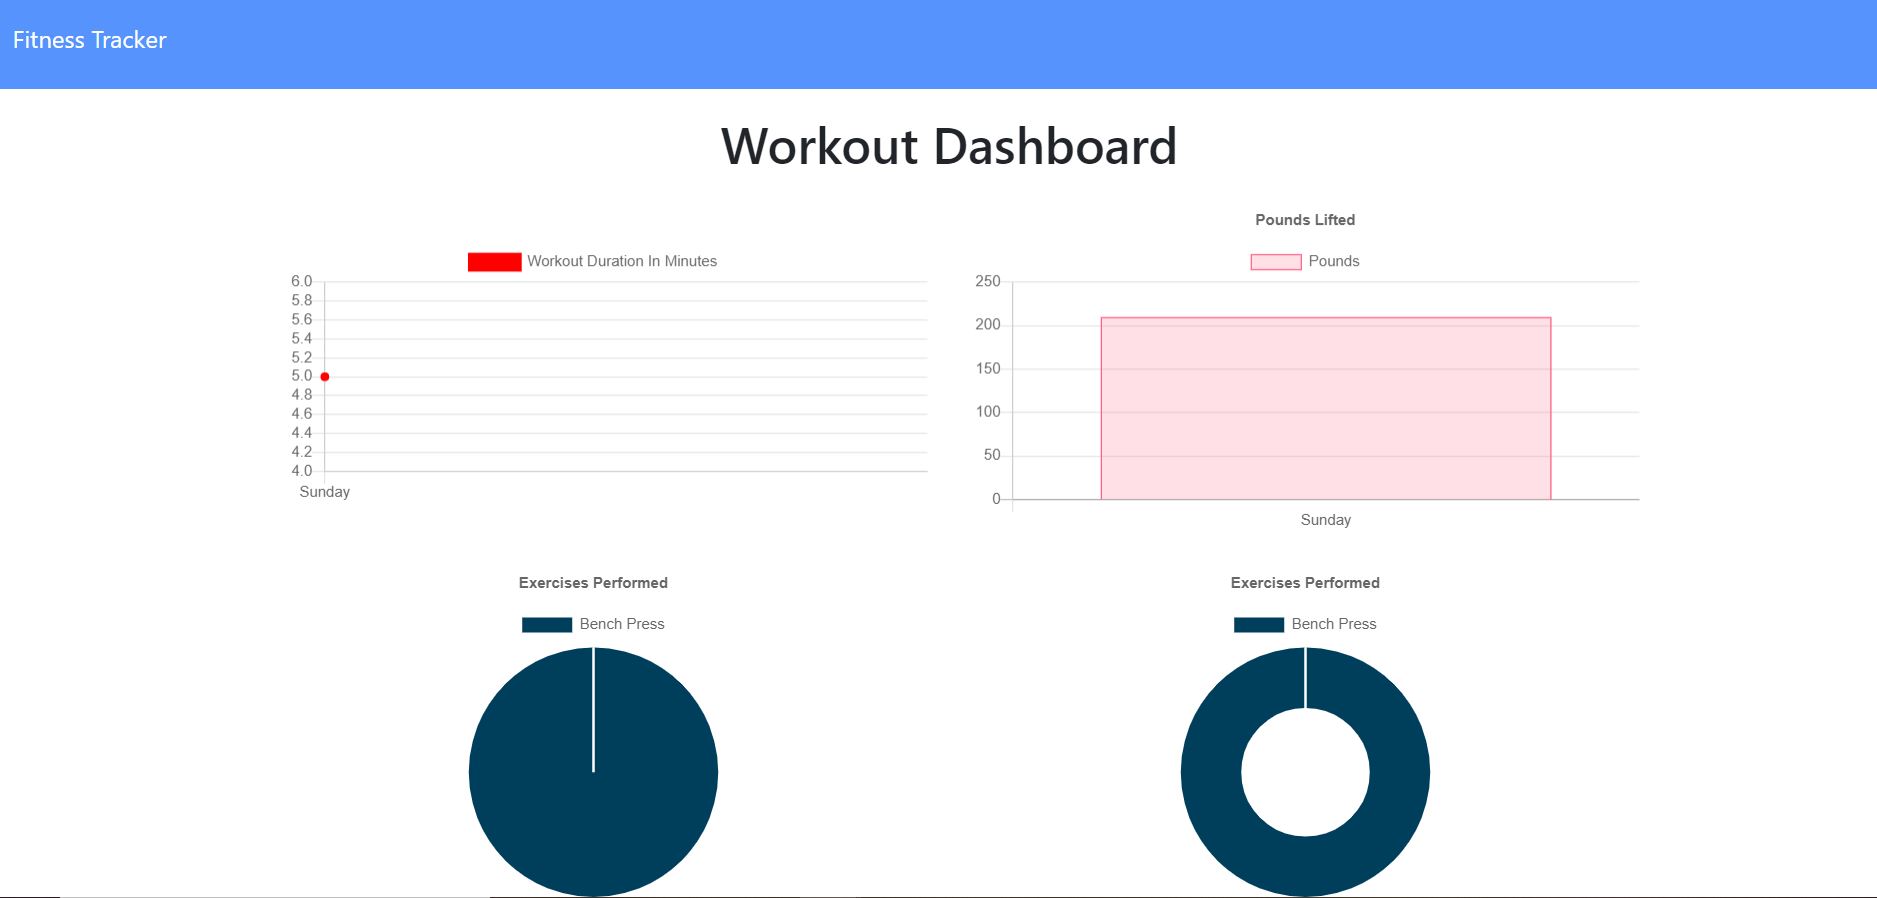 Fitness Tracker
Workout Dashboard
Workout Duration In Minutes
6.0
5.8
5.6
5.4
5.2
5.0
4.8
4.6
4.4
4.2
4.0
Sunday
Pounds Lifted
Pounds
250
200
150
100
50
0
Sunday
Exercises Performed
Bench Press
Exercises Performed
Bench Press